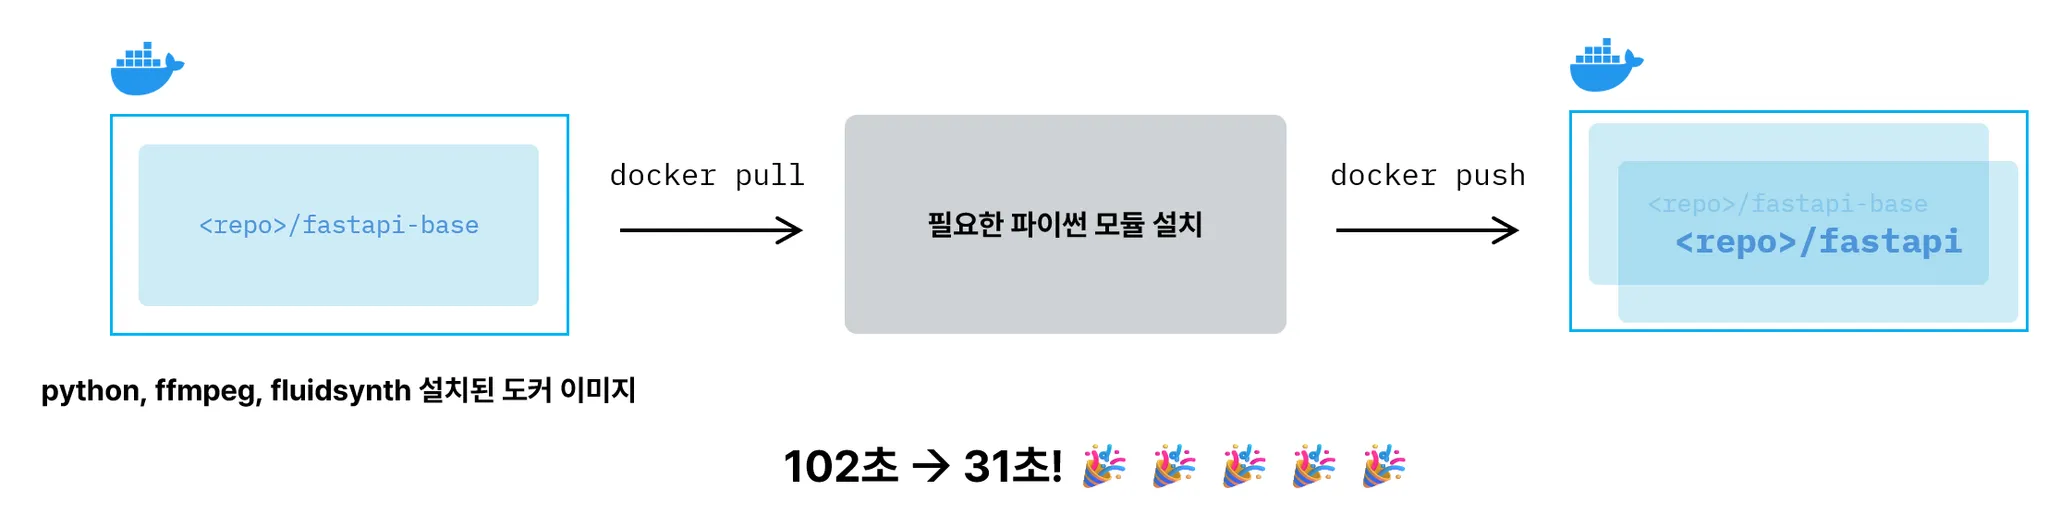 <repo>/fastapi-base
python, ffmpeg, fluidsynth 설치된 도커 이미지
docker pull
필요한 파이썬 모듈 설치
docker push
<repo>/fastapi-base
<repo>/fastapi
102초 → 31초! 🎉 🎉 🎉 🎉 🎉